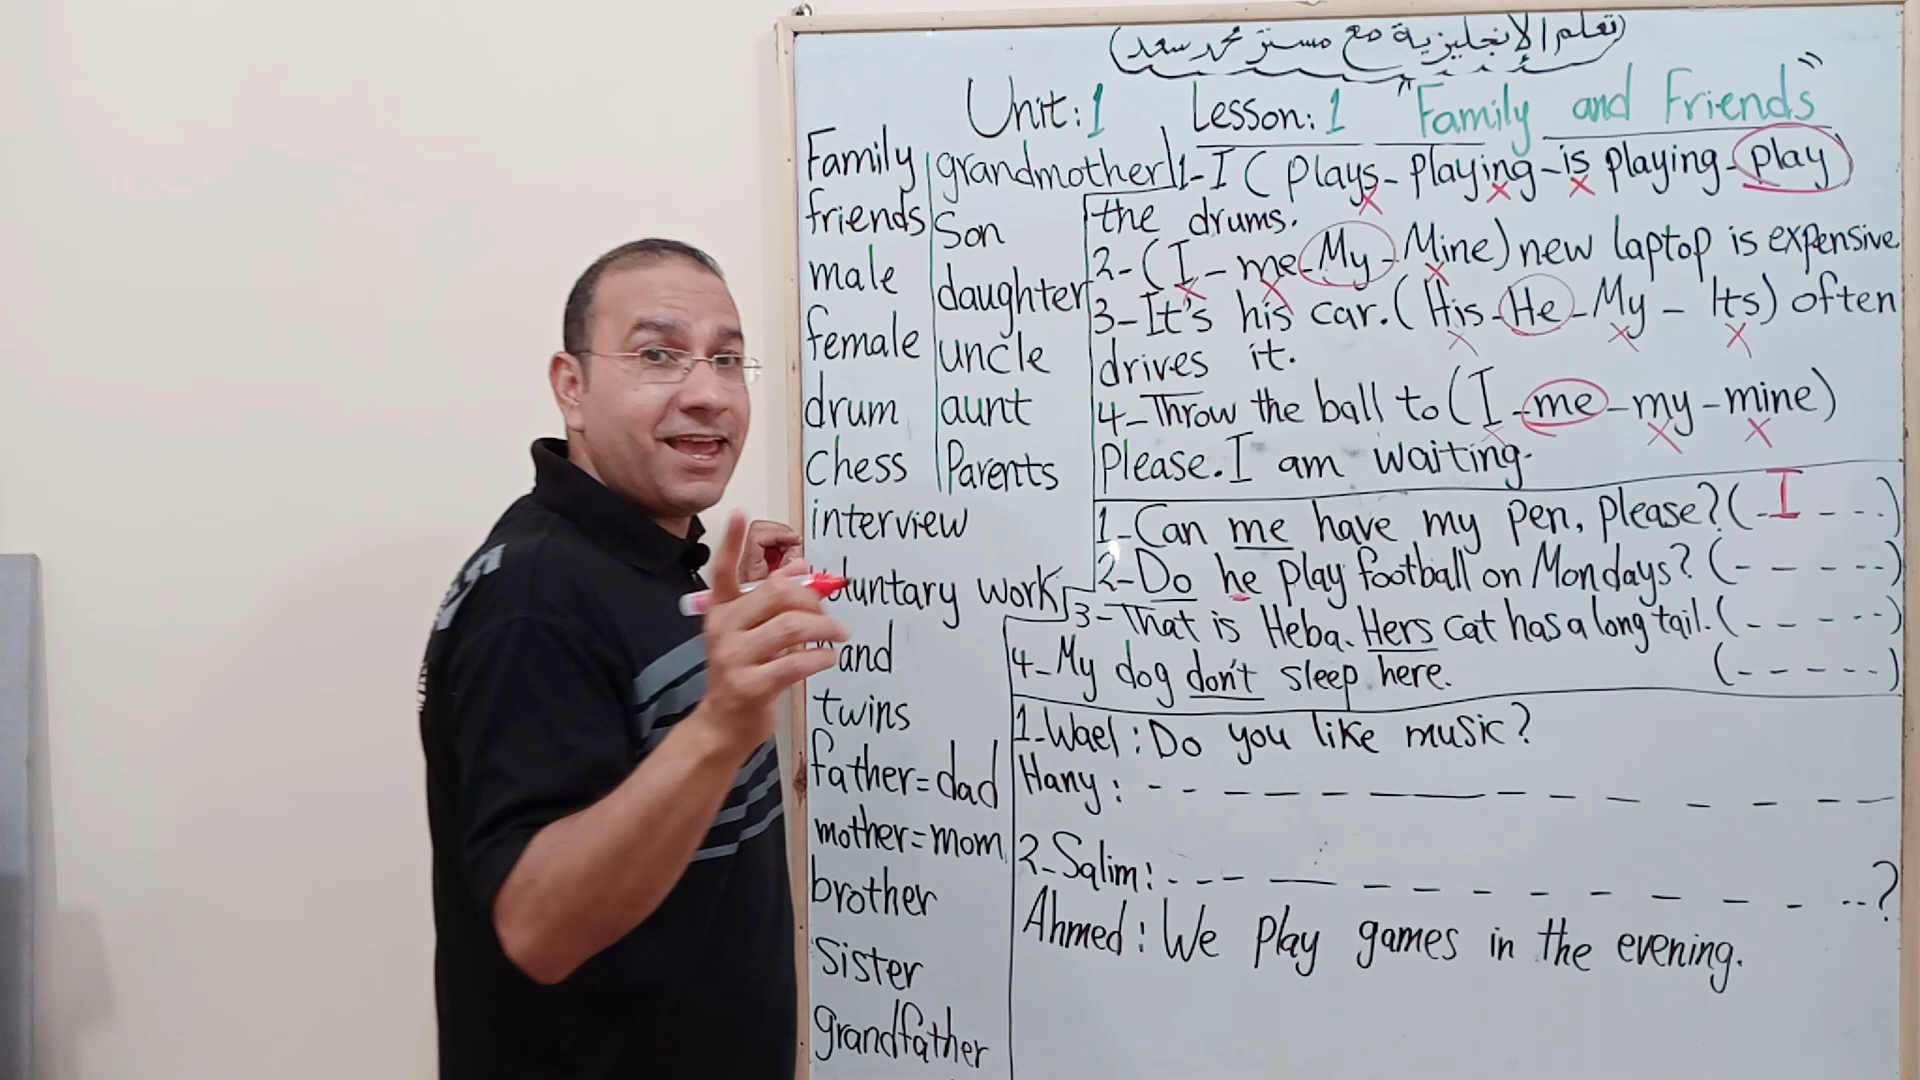 (تعلم الإنجليزية مع مستر محمد سعد)
Unit:1 Lesson:1 "Family and Friends"
Family
friends
male
female
drum
chess
interview
voluntary work
and
twins
father=dad
mother=mom
brother
Sister
grandfather
grandmother
Son
daughter
uncle
aunt
Parents
1-I (plays-playing-is playing-play
the drums.
2-(I-me-My-Mine) new laptop is expensive.
3-It's his car.(His-He-My-Its) often
drives it.
4-Throw the ball to (I-me-my-mine)
Please.I am waiting.
1-Can me have my pen, please? (--I---)
2-Do he play football on Mondays? (-----)
3-That is Heba. Hers cat has a long tail. (-----)
4-My dog don't sleep here. (-----)
1-Wael: Do you like music?
Hany: - - - - - - - - - - - - -
2-Salim: - - - - - - - - - - - - -?
Ahmed: We play games in the evening.